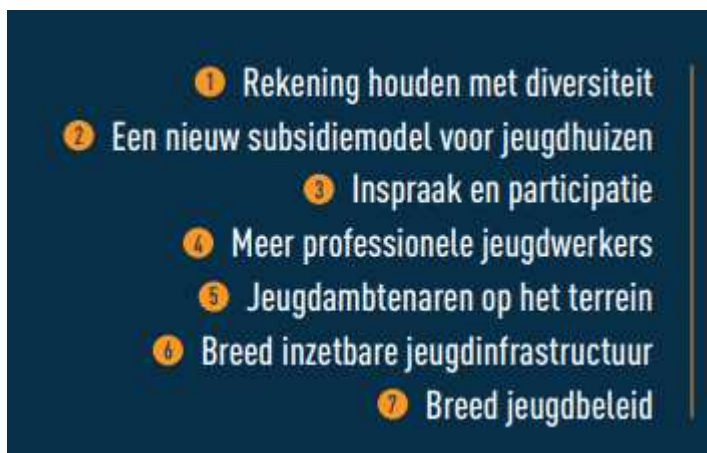 1 Rekening houden met diversiteit
2 Een nieuw subsidiemodel voor jeugdhuizen
3 Inspraak en participatie
4 Meer professionele jeugdwerkers
5 Jeugdambtenaren op het terrein
6 Breed inzetbare jeugdinfrastructuur
7 Breed jeugdbeleid